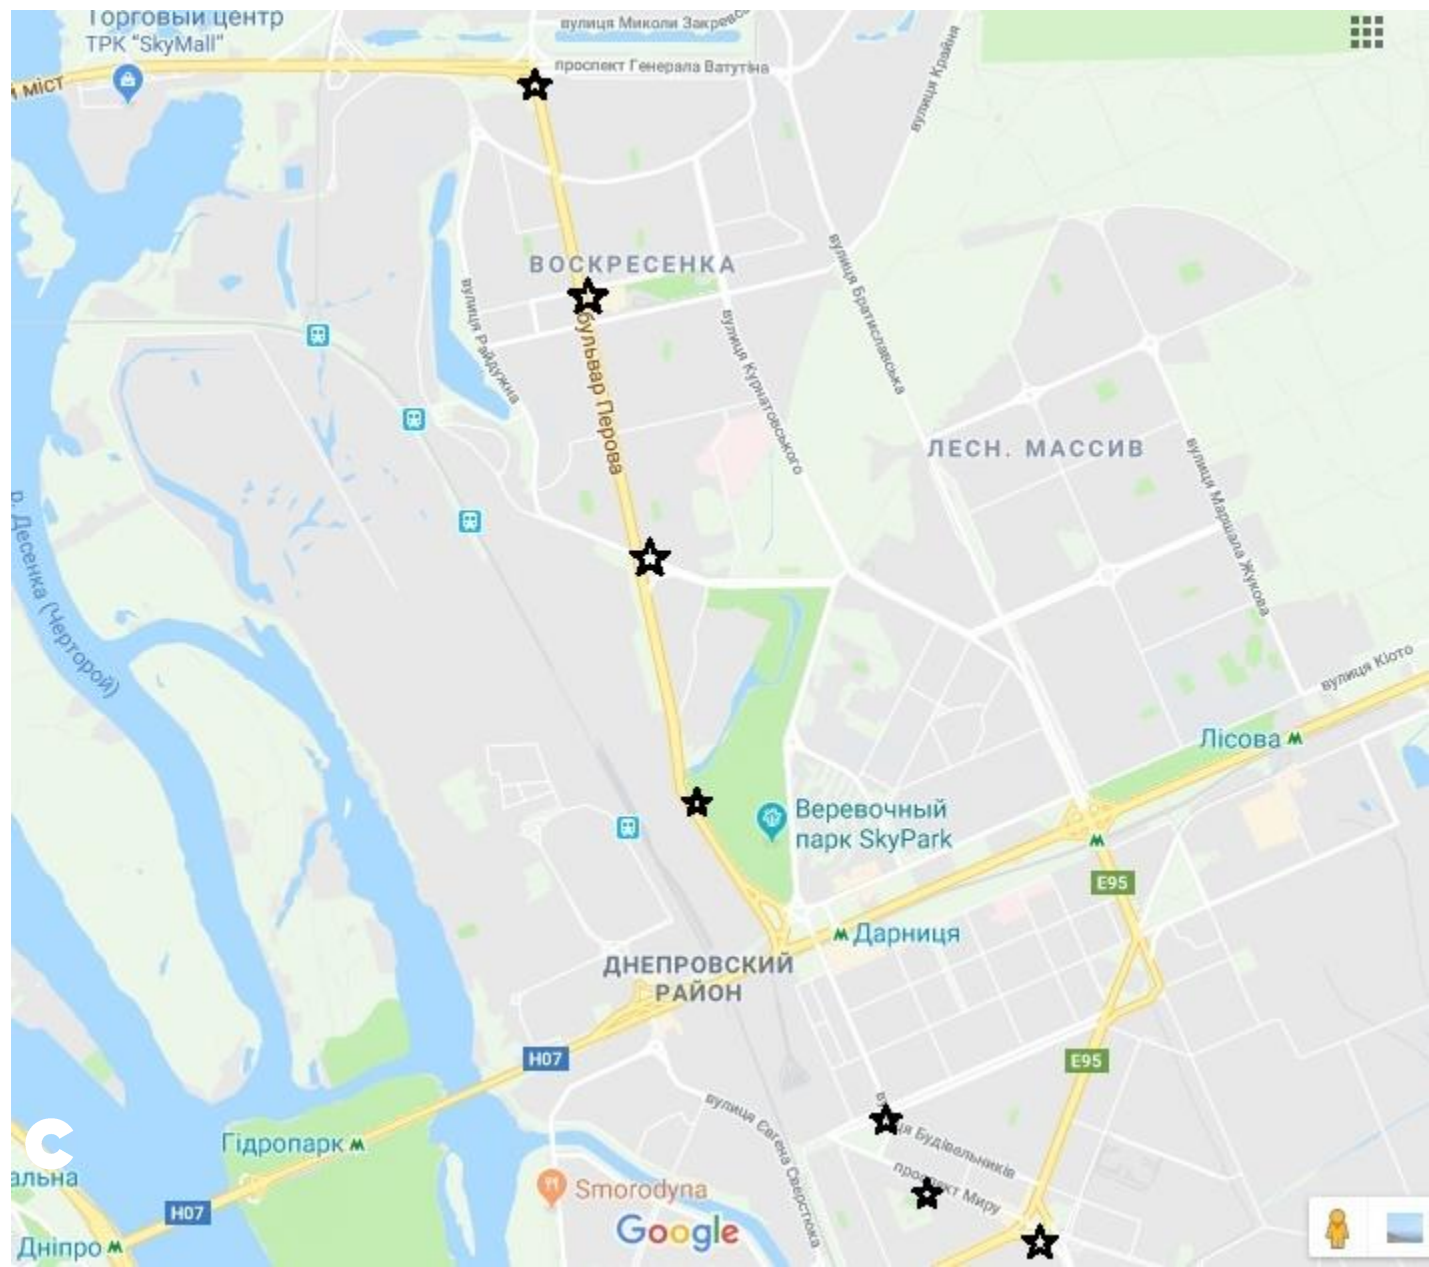 Торговый центр
ТРК "SkyMall"
вулиця Миколи Закревс
проспект Генерала Ватутіна
й міст
вулиця Крайня
ВОСКРЕСЕНКА
вулиця Райдужна
бульвар Перова
вулиця Курнатовського
вулиця Братиславська
ЛЕСН. МАССИВ
вулиця Маршала Жукова
р. Десенка (Черторой)
вулиця Кіото
Лісова
Веревочный
парк SkyPark
E95
Дарниця
ДНЕПРОВСКИЙ
РАЙОН
H07
E95
вулиця Євгена Сверстюка
вулиця Будівельників
проспект Миру
C
Гідропарк
альна
Smorodyna
H07
Google
Дніпро